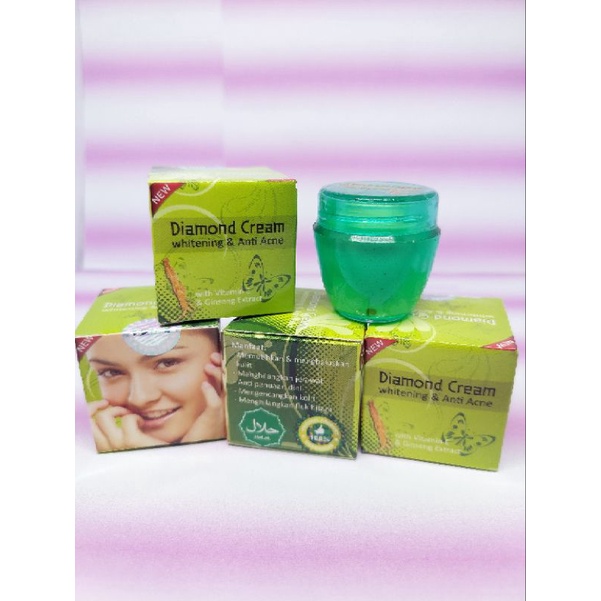 NEW
Diamond Cream
whitening & Anti Acne
with Vitamin
& Ginseng Extract
NEW
Manfaat:
- Memutihkan & menghaluskan
kulit
- Menghilangkan jerawat
- Anti penuaan dini
- Mengencangkan kulit
- Menghilangkan flek hitam
حلال
HERBS
Diamond
whitening & Anti Acne
NEW
Diamond Cream
whitening & Anti Acne
with Vitamin
& Ginseng Extract